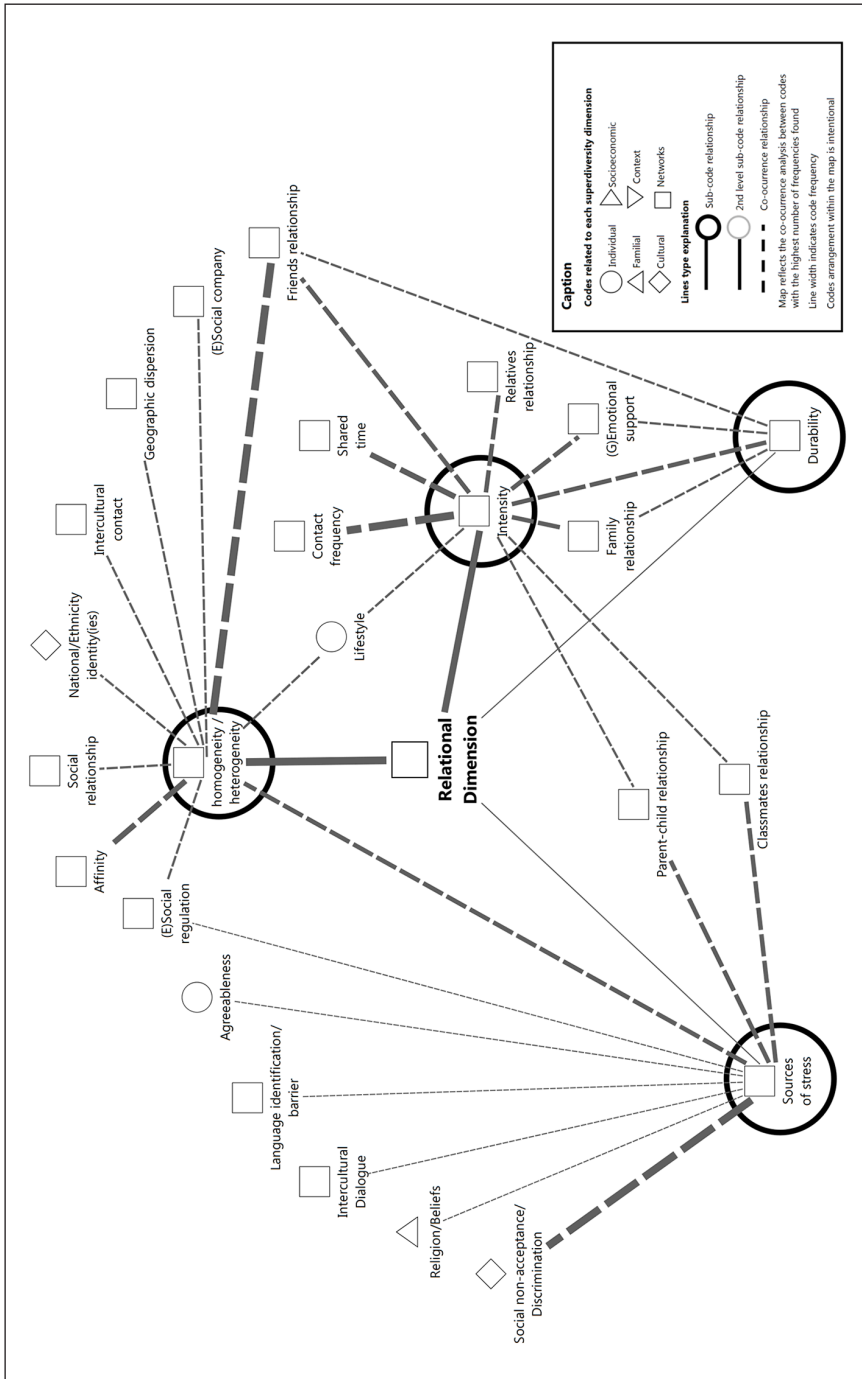 Social non-acceptance/
Discrimination
Religion/Beliefs
Intercultural
Dialogue
Language identification/
barrier
Agreeableness
(E)Social
regulation
Affinity
Social
relationship
National/Ethnicity
identity(ies)
Intercultural
contact
Geographic dispersion
(E)Social company
Friends relationship
homogeneity /
heterogeneity
Lifestyle
Contact
frequency
Shared
time
Relatives
relationship
Relational
Dimension
Intensity
(G)Emotional
support
Family
relationship
Parent-child relationship
Classmates relationship
Sources
of stress
Durability
Caption
Codes related to each superdiversity dimension
Individual
Socioeconomic
Familial
Context
Cultural
Networks
Lines type explanation
Sub-code relationship
2nd level sub-code relationship
Co-ocurrence relationship
Map reflects the co-ocurrence analysis between codes
with the highest number of frequencies found
Line width indicates code frequency
Codes arrangement within the map is intentional